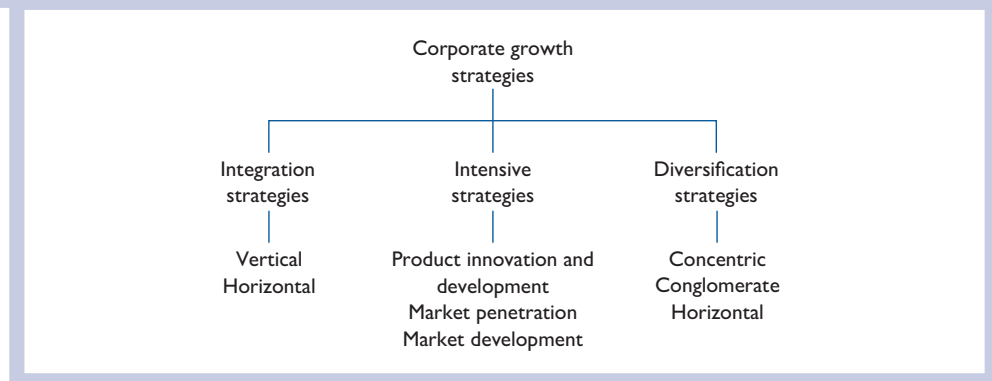 Corporate growth
strategies
Integration
strategies
Intensive
strategies
Diversification
strategies
Vertical
Horizontal
Product innovation and
development
Market penetration
Market development
Concentric
Conglomerate
Horizontal